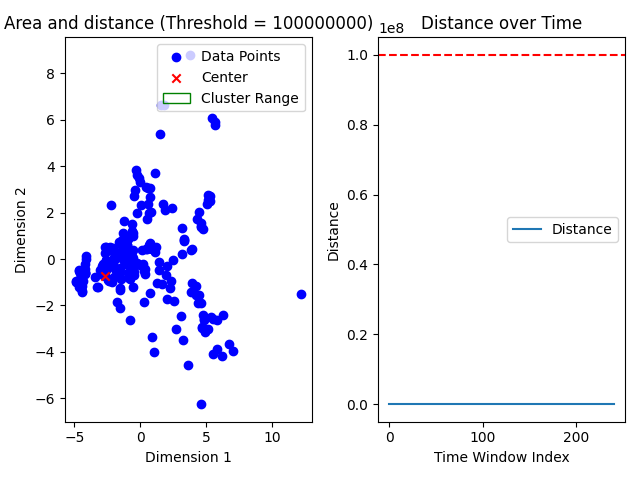 Area and distance (Threshold = 100000000)
Data Points
Center
Cluster Range
8
6
4
2
0
−2
−4
−6
−5
0
5
10
Dimension 2
Dimension 1
Distance over Time
1e8
1.0
0.8
0.6
0.4
0.2
0.0
0
100
200
Distance
Distance
Time Window Index